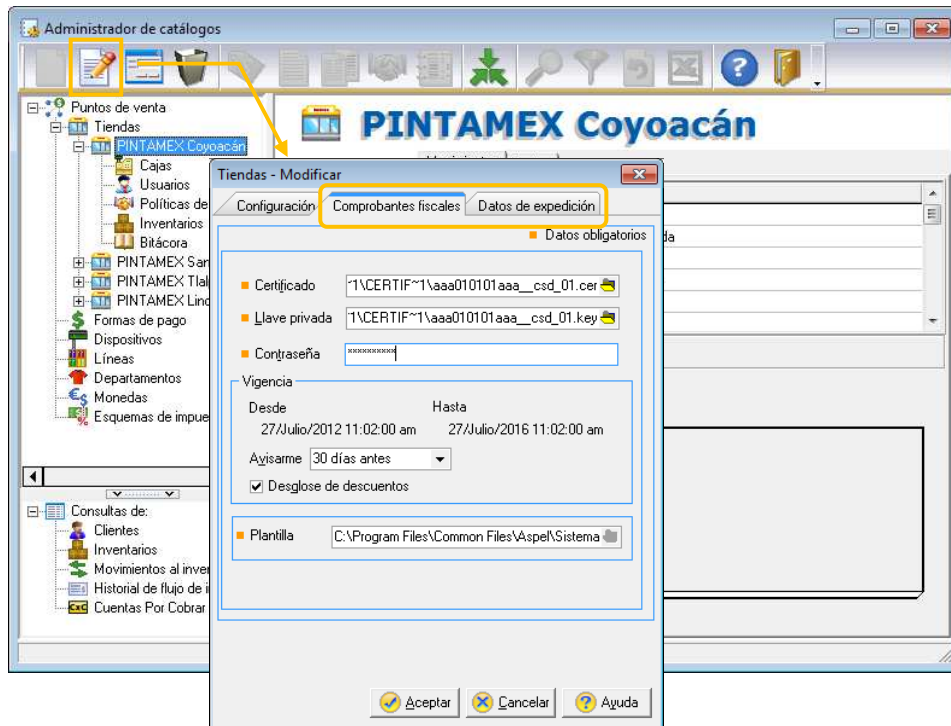 Administrador de catálogos
Puntos de venta
Tiendas
PINTAMEX Coyoacán
Cajas
Usuarios
Políticas de
Inventarios
Bitácora
PINTAMEX San
PINTAMEX Tlal
PINTAMEX Linc
Formas de pago
Dispositivos
Líneas
Departamentos
Monedas
Esquemas de impue
Consultas de:
Clientes
Inventarios
Movimientos al inver
Historial de flujo de i
CxC Cuentas Por Cobrar
PINTAMEX Coyoacán
da
Tiendas - Modificar
Configuración Comprobantes fiscales Datos de expedición
Datos obligatorios
Certificado ~1\CERTIF~1\aaa010101aaa__csd_01.cer
Llave privada ~1\CERTIF~1\aaa010101aaa__csd_01.key
Contraseña ××××××××××
Vigencia
Desde Hasta
27/Julio/2012 11:02:00 am 27/Julio/2016 11:02:00 am
Avisarme 30 días antes
Desglose de descuentos
Plantilla C:\Program Files\Common Files\Aspel\Sistema
Aceptar Cancelar Ayuda